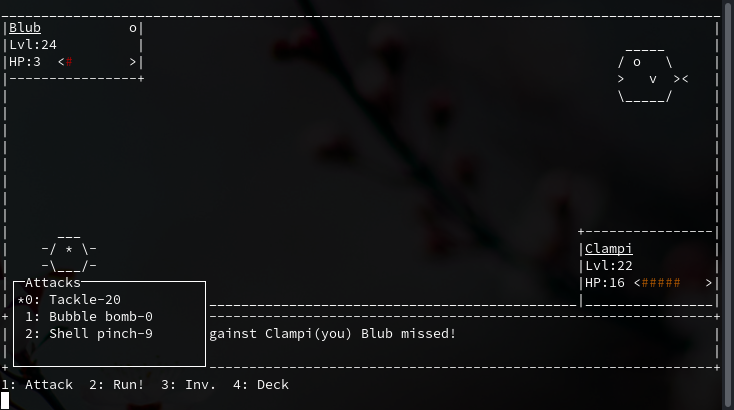 Blub o
Lvl:24
HP:3 <# >
/ o \
> v ><
\_____/
___
-/ * \-
-\___/-
Clampi
Lvl:22
HP:16 <##### >
Attacks
*0: Tackle-20
1: Bubble bomb-0
2: Shell pinch-9
gainst Clampi(you) Blub missed!
1: Attack 2: Run! 3: Inv. 4: Deck